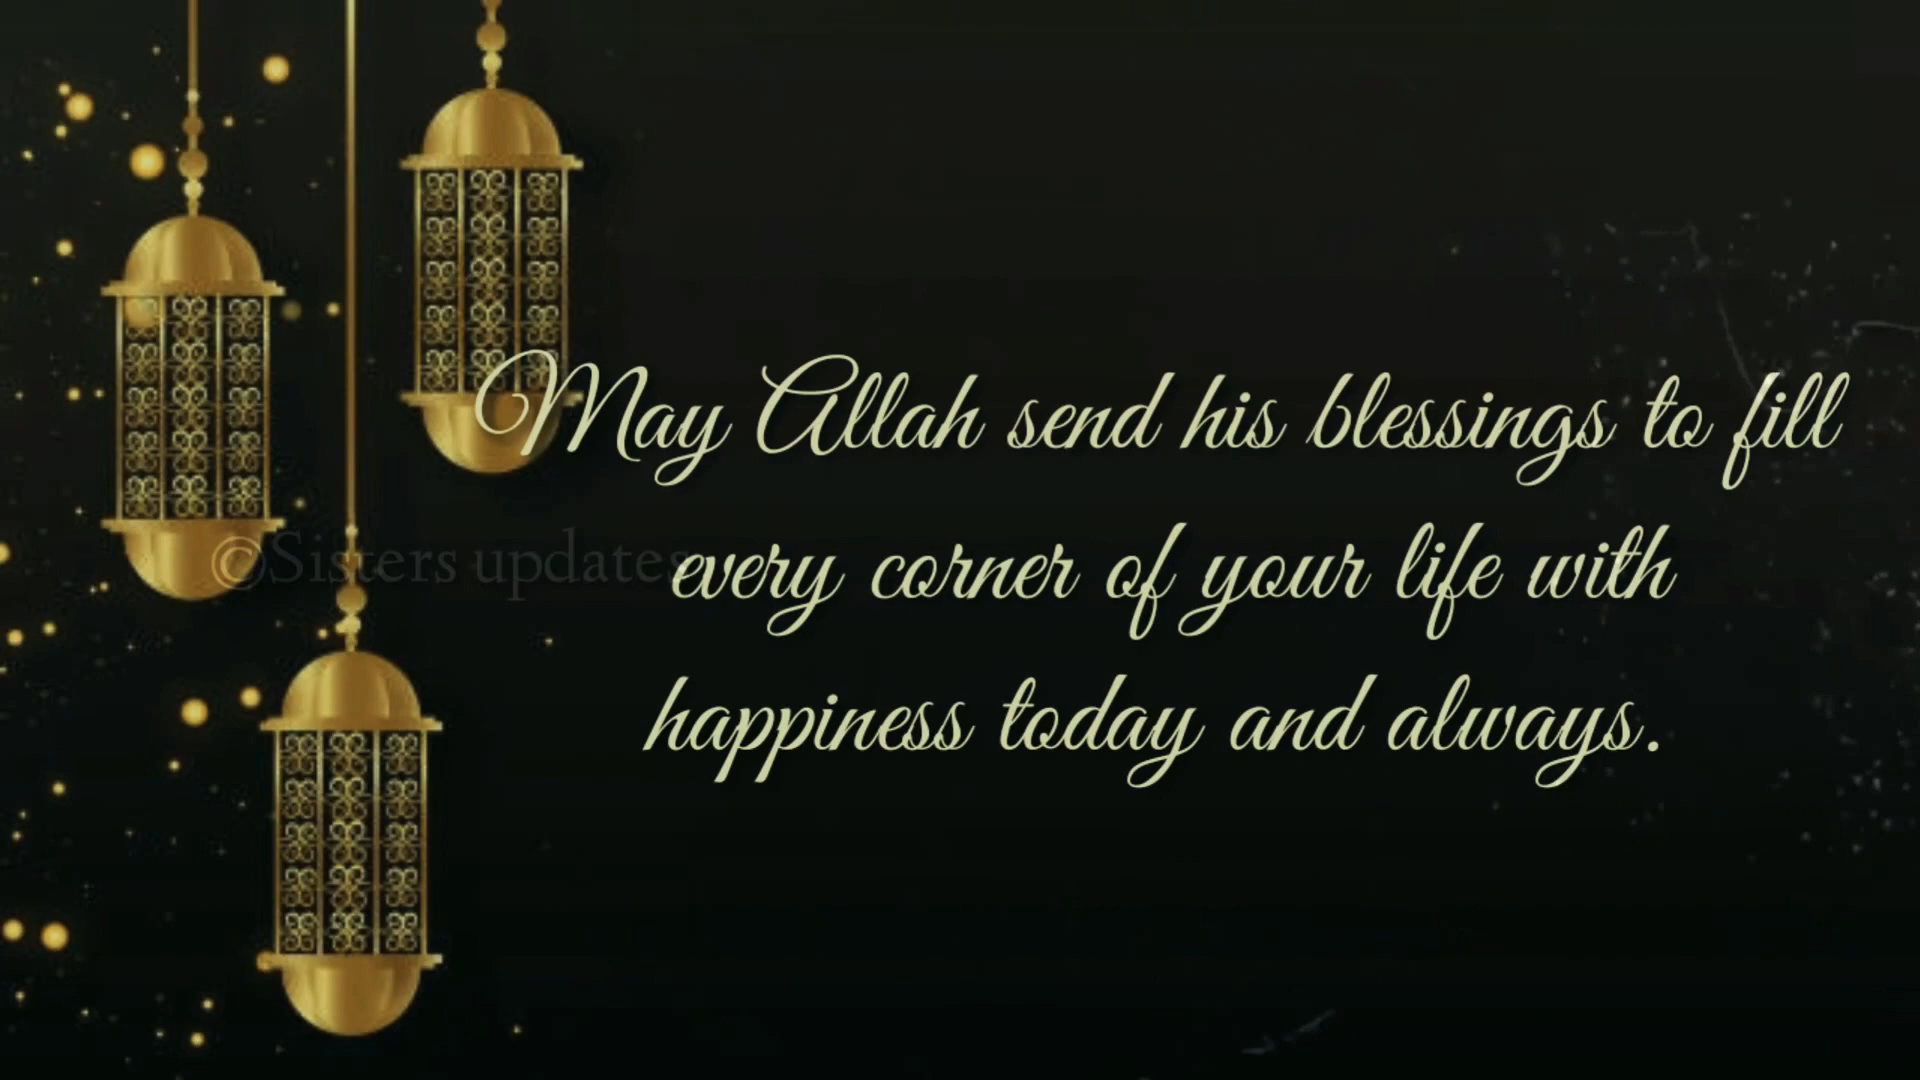 May Allah send his blessings to fill
every corner of your life with
happiness today and always.
©Sisters updates